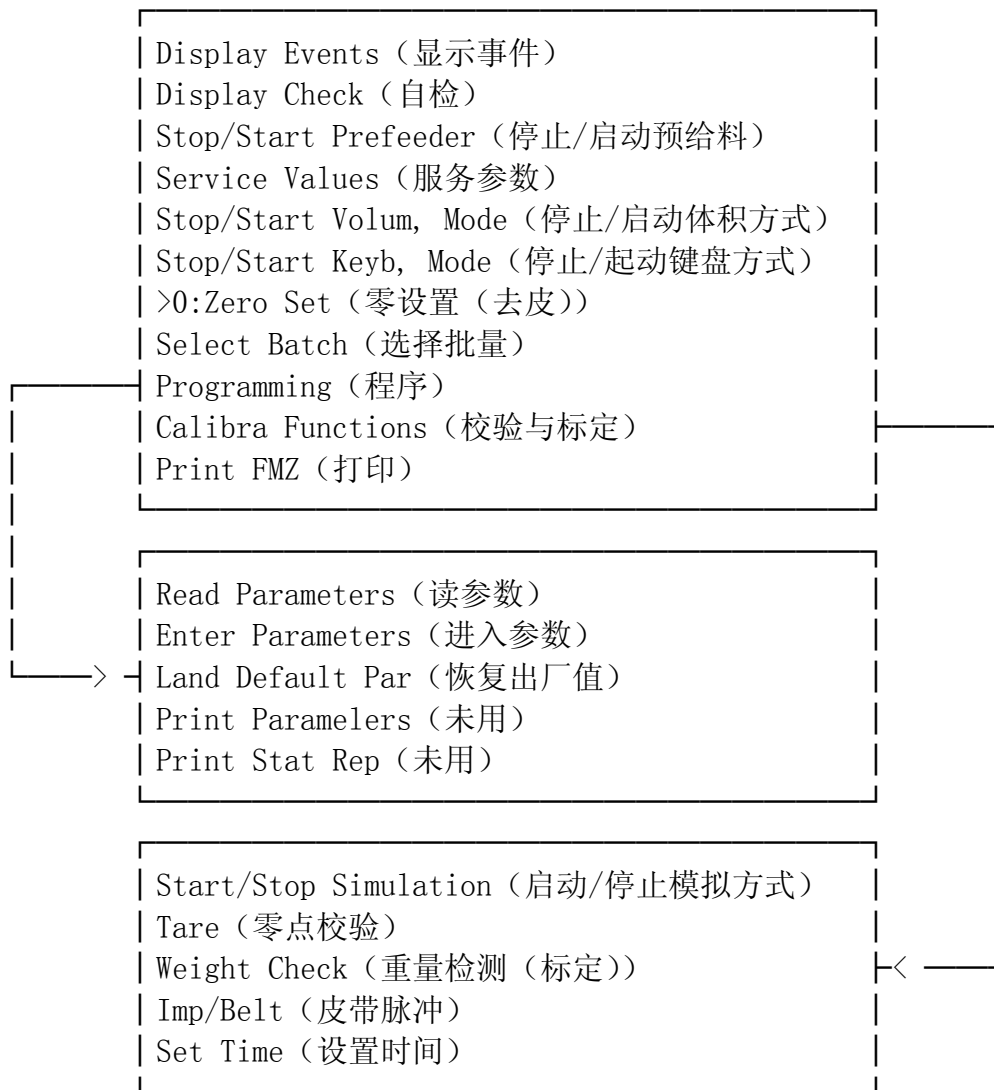 Display Events（显示事件）
Display Check（自检）
Stop/Start Prefeeder（停止/启动预给料）
Service Values（服务参数）
Stop/Start Volum, Mode（停止/启动体积方式）
Stop/Start Keyb, Mode（停止/起动键盘方式）
>0:Zero Set（零设置（去皮））
Select Batch（选择批量）
Programming（程序）
Calibra Functions（校验与标定）
Print FMZ（打印）
Read Parameters（读参数）
Enter Parameters（进入参数）
Land Default Par（恢复出厂值）
Print Paramelers（未用）
Print Stat Rep（未用）
Start/Stop Simulation（启动/停止模拟方式）
Tare（零点校验）
Weight Check（重量检测（标定））
Imp/Belt（皮带脉冲）
Set Time（设置时间）